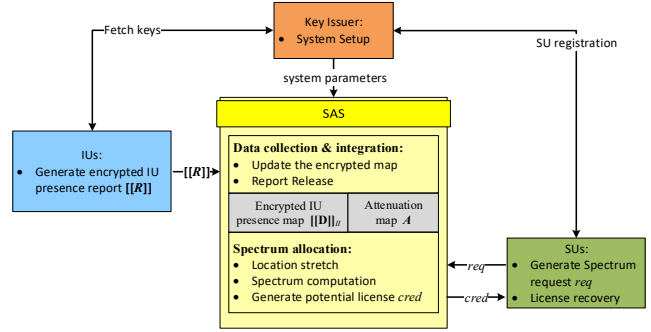 Key Issuer:
• System Setup
Fetch keys
SU registration
system parameters
SAS
IUs:
• Generate encrypted IU
presence report [[R]]
[[R]]
Data collection & integration:
• Update the encrypted map
• Report Release
Encrypted IU
presence map [[D]]_II
Attenuation
map A
Spectrum allocation:
• Location stretch
• Spectrum computation
• Generate potential license cred
req
cred
SUs:
• Generate Spectrum
request req
• License recovery